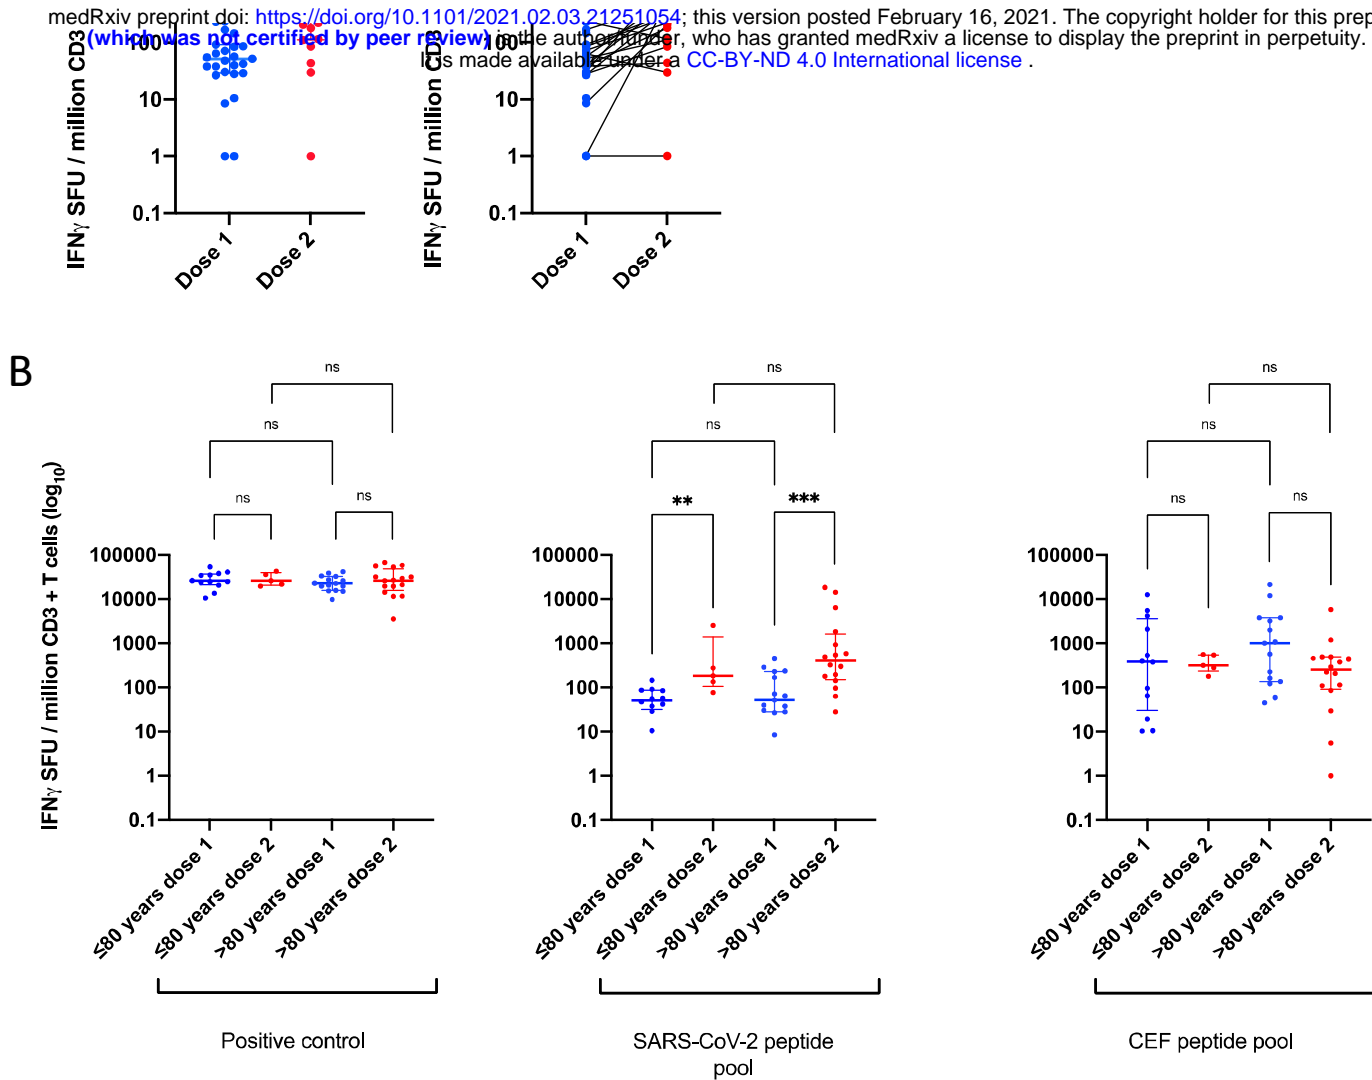 medRxiv preprint doi: https://doi.org/10.1101/2021.02.03.21251054; this version posted February 16, 2021. The copyright holder for this prep
(which was not certified by peer review) is the author/funder, who has granted medRxiv a license to display the preprint in perpetuity.
It is made available under a CC-BY-ND 4.0 International license .
IFNγ SFU / million CD3
100
10
1
0.1
Dose 1
Dose 2
IFNγ SFU / million CD3
100
10
1
0.1
Dose 1
Dose 2
B
IFNγ SFU / million CD3 + T cells (log10)
ns
ns
ns
ns
100000
10000
1000
100
10
1
0.1
≤80 years dose 1
≤80 years dose 2
>80 years dose 1
>80 years dose 2
Positive control
ns
ns
**
***
100000
10000
1000
100
10
1
0.1
≤80 years dose 1
≤80 years dose 2
>80 years dose 1
>80 years dose 2
SARS-CoV-2 peptide
pool
ns
ns
ns
ns
100000
10000
1000
100
10
1
0.1
≤80 years dose 1
≤80 years dose 2
>80 years dose 1
>80 years dose 2
CEF peptide pool